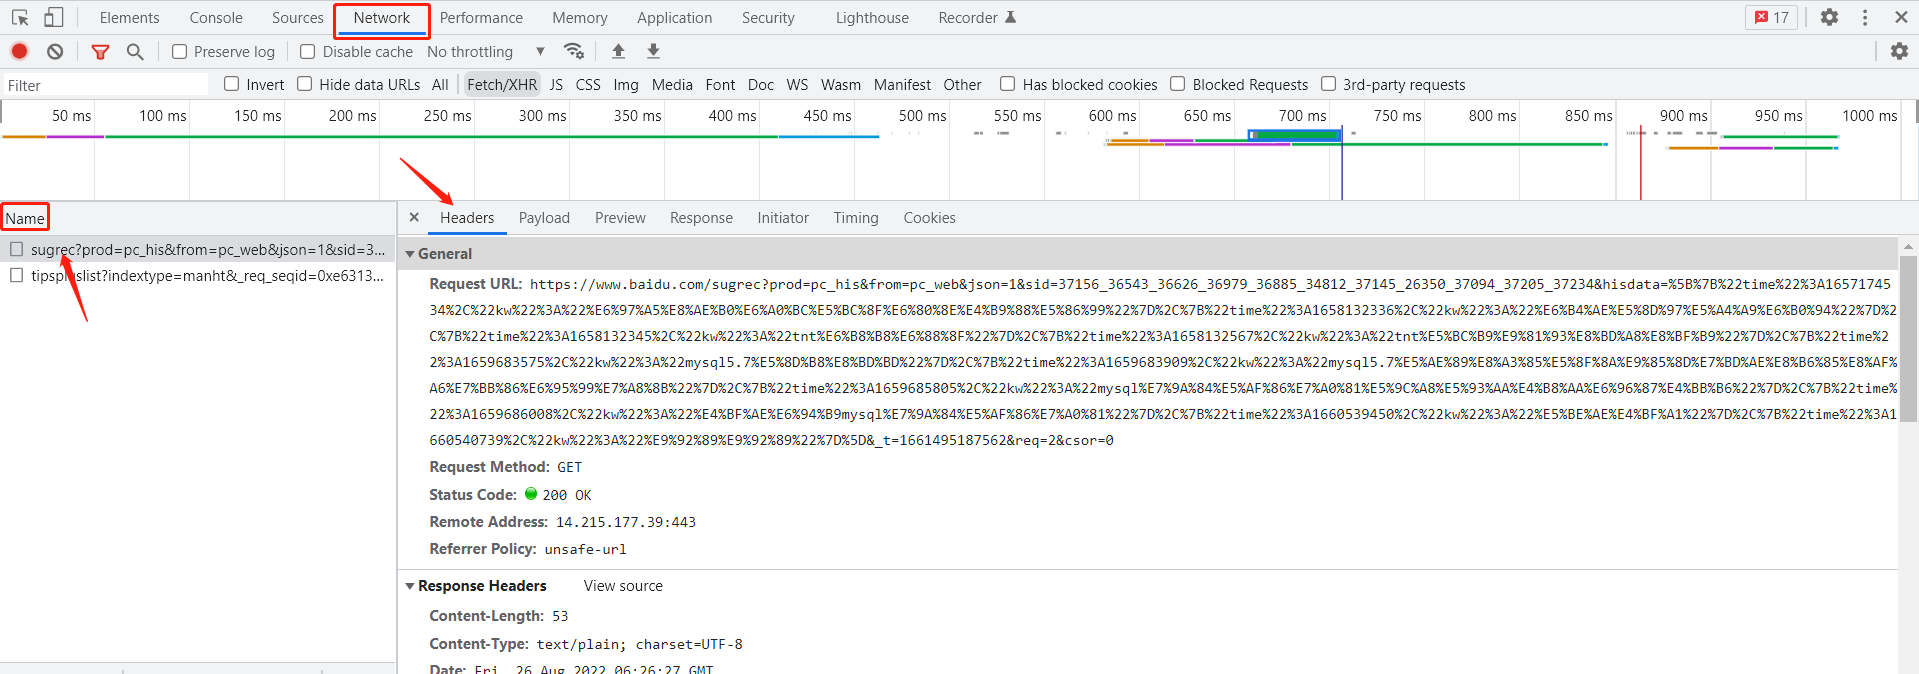 Elements Console Sources Network Performance Memory Application Security Lighthouse Recorder 17
Preserve log Disable cache No throttling
Filter Invert Hide data URLs All Fetch/XHR JS CSS Img Media Font Doc WS Wasm Manifest Other Has blocked cookies Blocked Requests 3rd-party requests
50 ms 100 ms 150 ms 200 ms 250 ms 300 ms 350 ms 400 ms 450 ms 500 ms 550 ms 600 ms 650 ms 700 ms 750 ms 800 ms 850 ms 900 ms 950 ms 1000 ms
Name
sugrec?prod=pc_his&from=pc_web&json=1&sid=3...
tipspluslist?indextype=manht&_req_seqid=0xe6313...
Headers Payload Preview Response Initiator Timing Cookies
General
Request URL: https://www.baidu.com/sugrec?prod=pc_his&from=pc_web&json=1&sid=37156_36543_36626_36979_36885_34812_37145_26350_37094_37205_37234&hisdata=%5B%7B%22time%22%3A16571745
34%2C%22kw%22%3A%22%E6%97%A5%E8%AE%B0%E6%A0%BC%E5%BC%8F%E6%80%8E%E4%B9%88%E5%86%99%22%7D%2C%7B%22time%22%3A1658132336%2C%22kw%22%3A%22%E6%B4%AE%E5%8D%97%E5%A4%A9%E6%B0%94%22%7D%2
C%7B%22time%22%3A1658132345%2C%22kw%22%3A%22tnt%E6%B8%B8%E6%88%8F%22%7D%2C%7B%22time%22%3A1658132567%2C%22kw%22%3A%22tnt%E5%BC%B9%E9%81%93%E8%BD%A8%E8%BF%B9%22%7D%2C%7B%22time%2
2%3A1659683575%2C%22kw%22%3A%22mysql5.7%E5%8D%B8%E8%BD%BD%22%7D%2C%7B%22time%22%3A1659683909%2C%22kw%22%3A%22mysql5.7%E5%AE%89%E8%A3%85%E5%8F%8A%E9%85%8D%E7%BD%AE%E8%B6%85%E8%AF%
A6%E7%BB%86%E6%95%99%E7%A8%8B%22%7D%2C%7B%22time%22%3A1659685805%2C%22kw%22%3A%22mysql%E7%9A%84%E5%AF%86%E7%A0%81%E5%9C%A8%E5%93%AA%E4%B8%AA%E6%96%87%E4%BB%B6%22%7D%2C%7B%22time%
22%3A1659686008%2C%22kw%22%3A%22%E4%BF%AE%E6%94%B9mysql%E7%9A%84%E5%AF%86%E7%A0%81%22%7D%2C%7B%22time%22%3A1660539450%2C%22kw%22%3A%22%E5%BE%AE%E4%BF%A1%22%7D%2C%7B%22time%22%3A1
660540739%2C%22kw%22%3A%22%E9%92%89%E9%92%89%22%7D%5D&_t=1661495187562&req=2&csor=0
Request Method: GET
Status Code: 200 OK
Remote Address: 14.215.177.39:443
Referrer Policy: unsafe-url
Response Headers View source
Content-Length: 53
Content-Type: text/plain; charset=UTF-8
Date: Fri, 26 Aug 2022 06:26:27 GMT